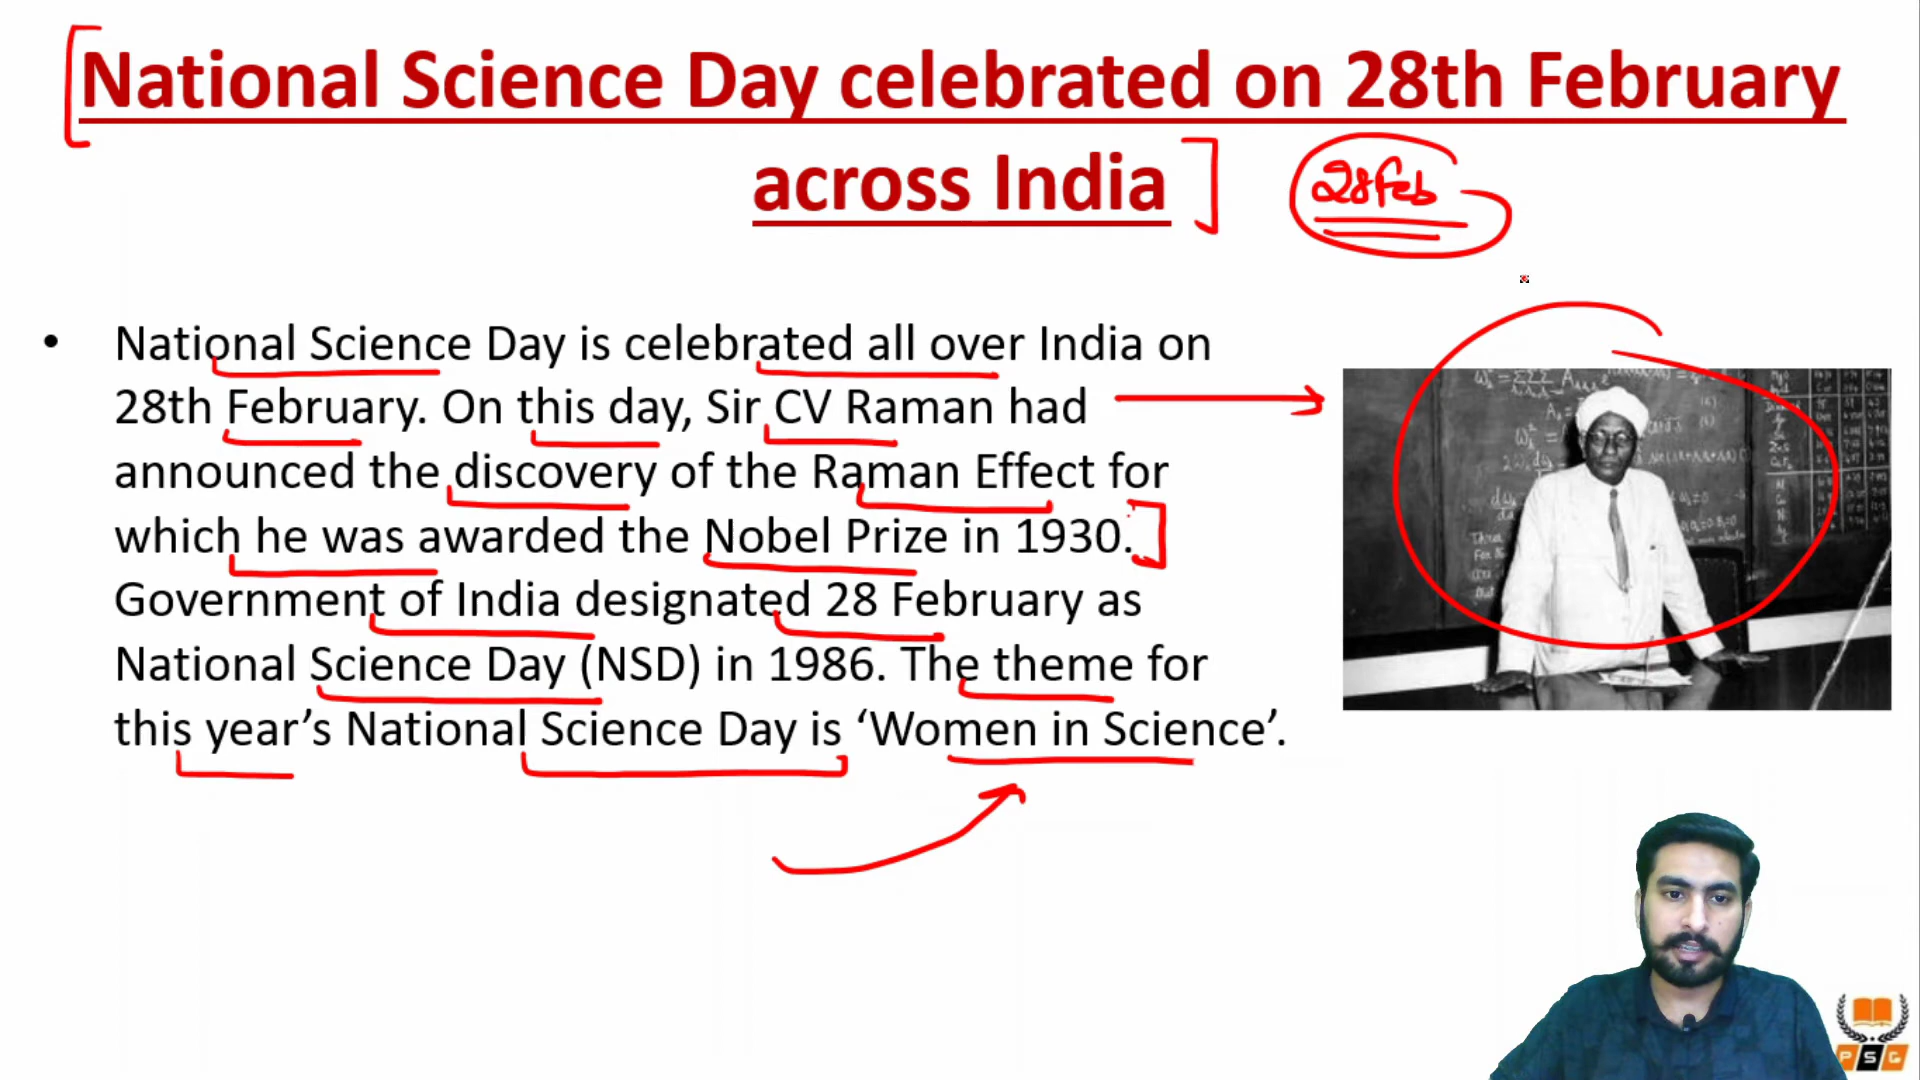 National Science Day celebrated on 28th February
across India
28 Feb
• National Science Day is celebrated all over India on
28th February. On this day, Sir CV Raman had
announced the discovery of the Raman Effect for
which he was awarded the Nobel Prize in 1930.
Government of India designated 28 February as
National Science Day (NSD) in 1986. The theme for
this year’s National Science Day is ‘Women in Science’.
PSG